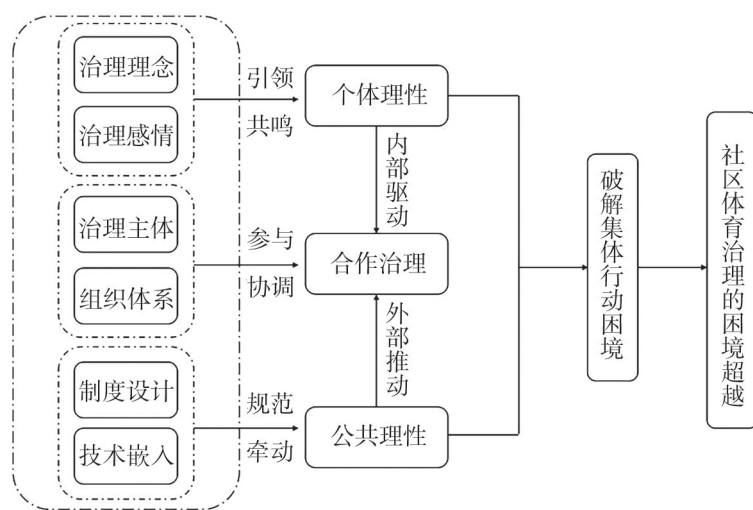 治理理念
治理感情
引领
共鸣
个体理性
内部驱动
治理主体
组织体系
参与
协调
合作治理
外部推动
制度设计
技术嵌入
规范
牵动
公共理性
破解集体行动困境
社区体育治理的困境超越